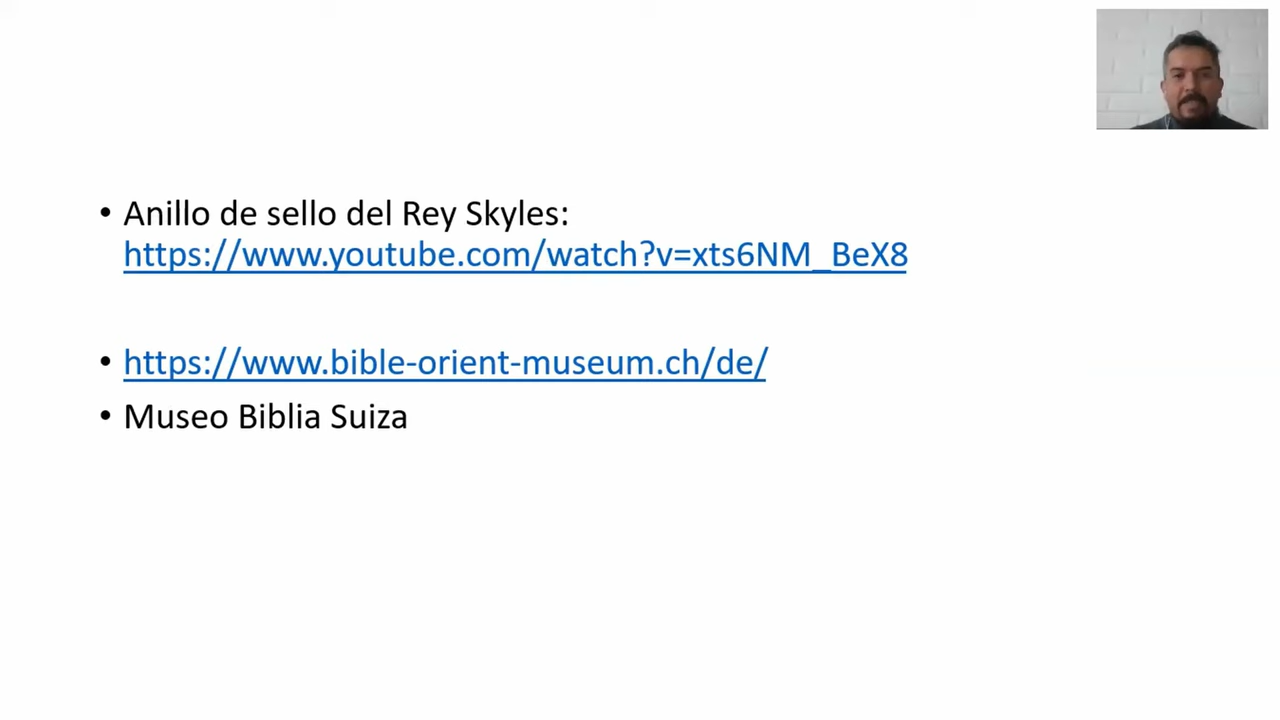 • Anillo de sello del Rey Skyles:
https://www.youtube.com/watch?v=xts6NM_BeX8
• https://www.bible-orient-museum.ch/de/
• Museo Biblia Suiza